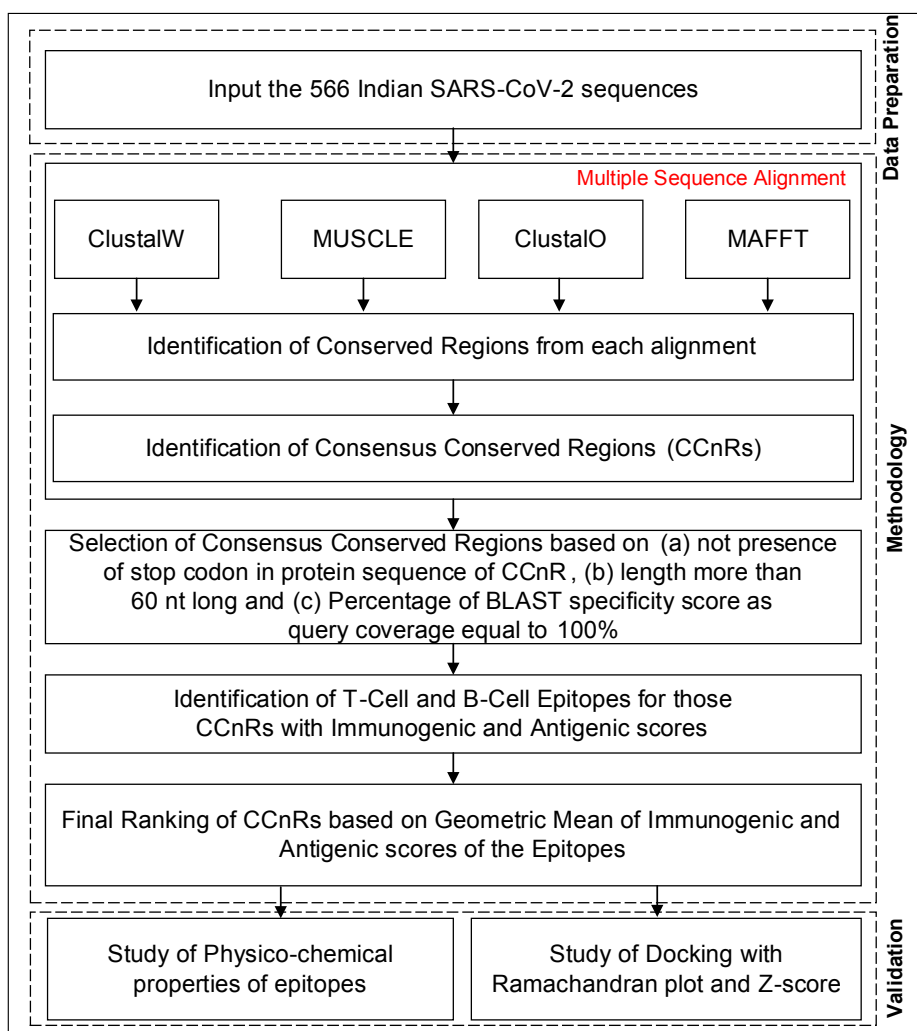 Input the 566 Indian SARS-CoV-2 sequences
Data Preparation
Multiple Sequence Alignment
ClustalW
MUSCLE
ClustalO
MAFFT
Identification of Conserved Regions from each alignment
Identification of Consensus Conserved Regions (CCnRs)
Selection of Consensus Conserved Regions based on (a) not presence
of stop codon in protein sequence of CCnR, (b) length more than
60 nt long and (c) Percentage of BLAST specificity score as
query coverage equal to 100%
Identification of T-Cell and B-Cell Epitopes for those
CCnRs with Immunogenic and Antigenic scores
Final Ranking of CCnRs based on Geometric Mean of Immunogenic and
Antigenic scores of the Epitopes
Methodology
Study of Physico-chemical
properties of epitopes
Study of Docking with
Ramachandran plot and Z-score
Validation